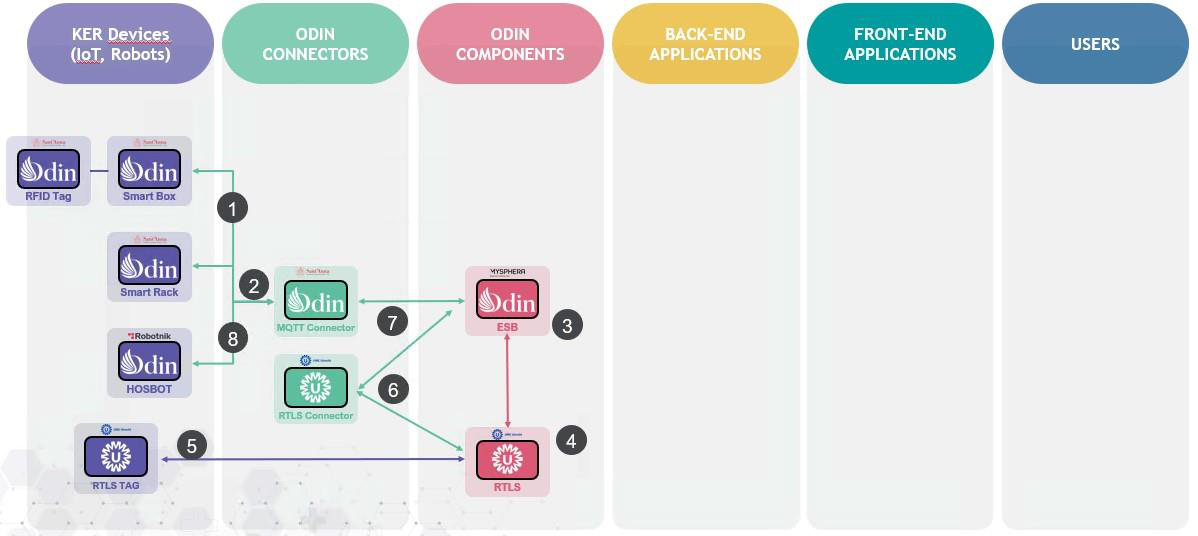 KER Devices
(IoT, Robots)
ODIN
CONNECTORS
ODIN
COMPONENTS
BACK-END
APPLICATIONS
FRONT-END
APPLICATIONS
USERS
Odin
RFID Tag
Odin
Smart Box
1
Odin
Smart Rack
2
Odin
MQTT Connector
7
MYSPHERA
Odin
ESB
3
8
Robotnik
Odin
HOSBOT
U
RTLS Connector
6
U
RTLS TAG
5
U
RTLS
4